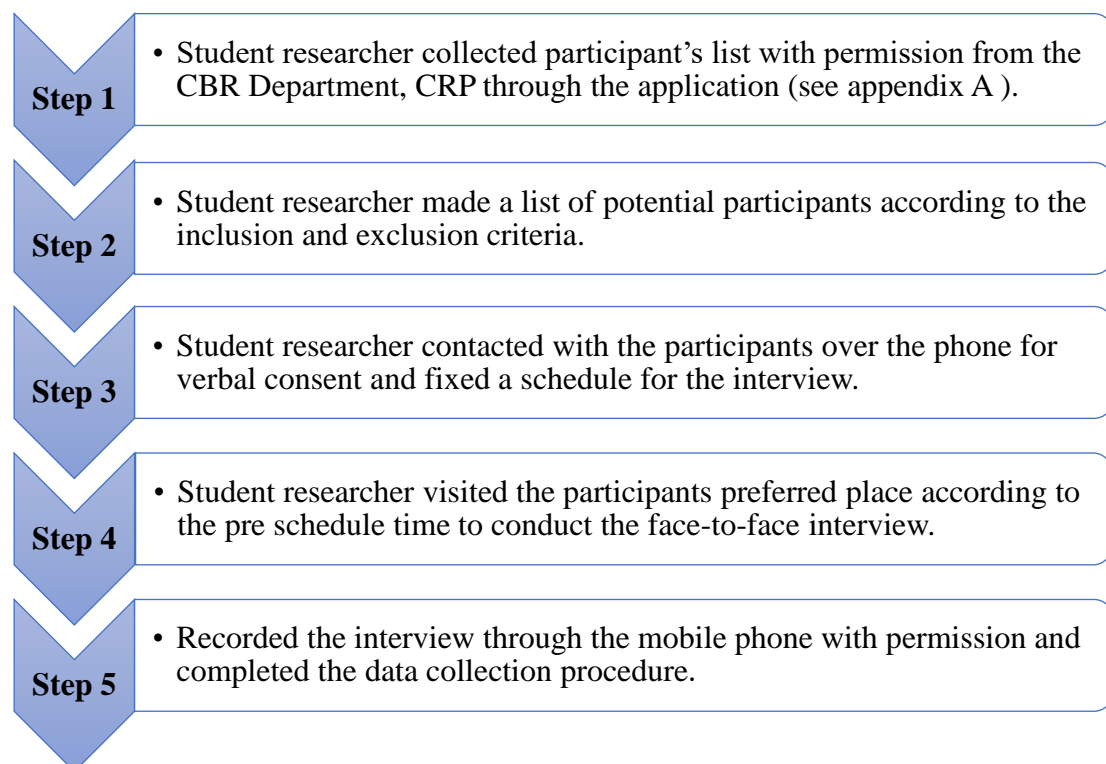 Step 1
• Student researcher collected participant’s list with permission from the
CBR Department, CRP through the application (see appendix A ).
Step 2
• Student researcher made a list of potential participants according to the
inclusion and exclusion criteria.
Step 3
• Student researcher contacted with the participants over the phone for
verbal consent and fixed a schedule for the interview.
Step 4
• Student researcher visited the participants preferred place according to
the pre schedule time to conduct the face-to-face interview.
Step 5
• Recorded the interview through the mobile phone with permission and
completed the data collection procedure.